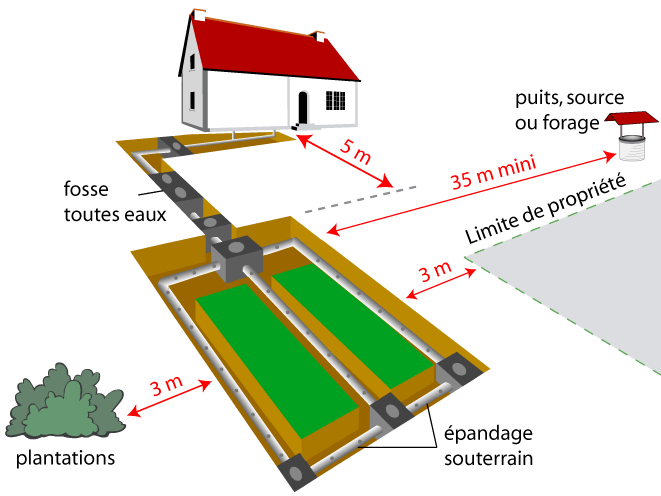 puits, source
ou forage
5 m
35 m mini
fosse
toutes eaux
Limite de propriété
3 m
3 m
plantations
épandage
souterrain